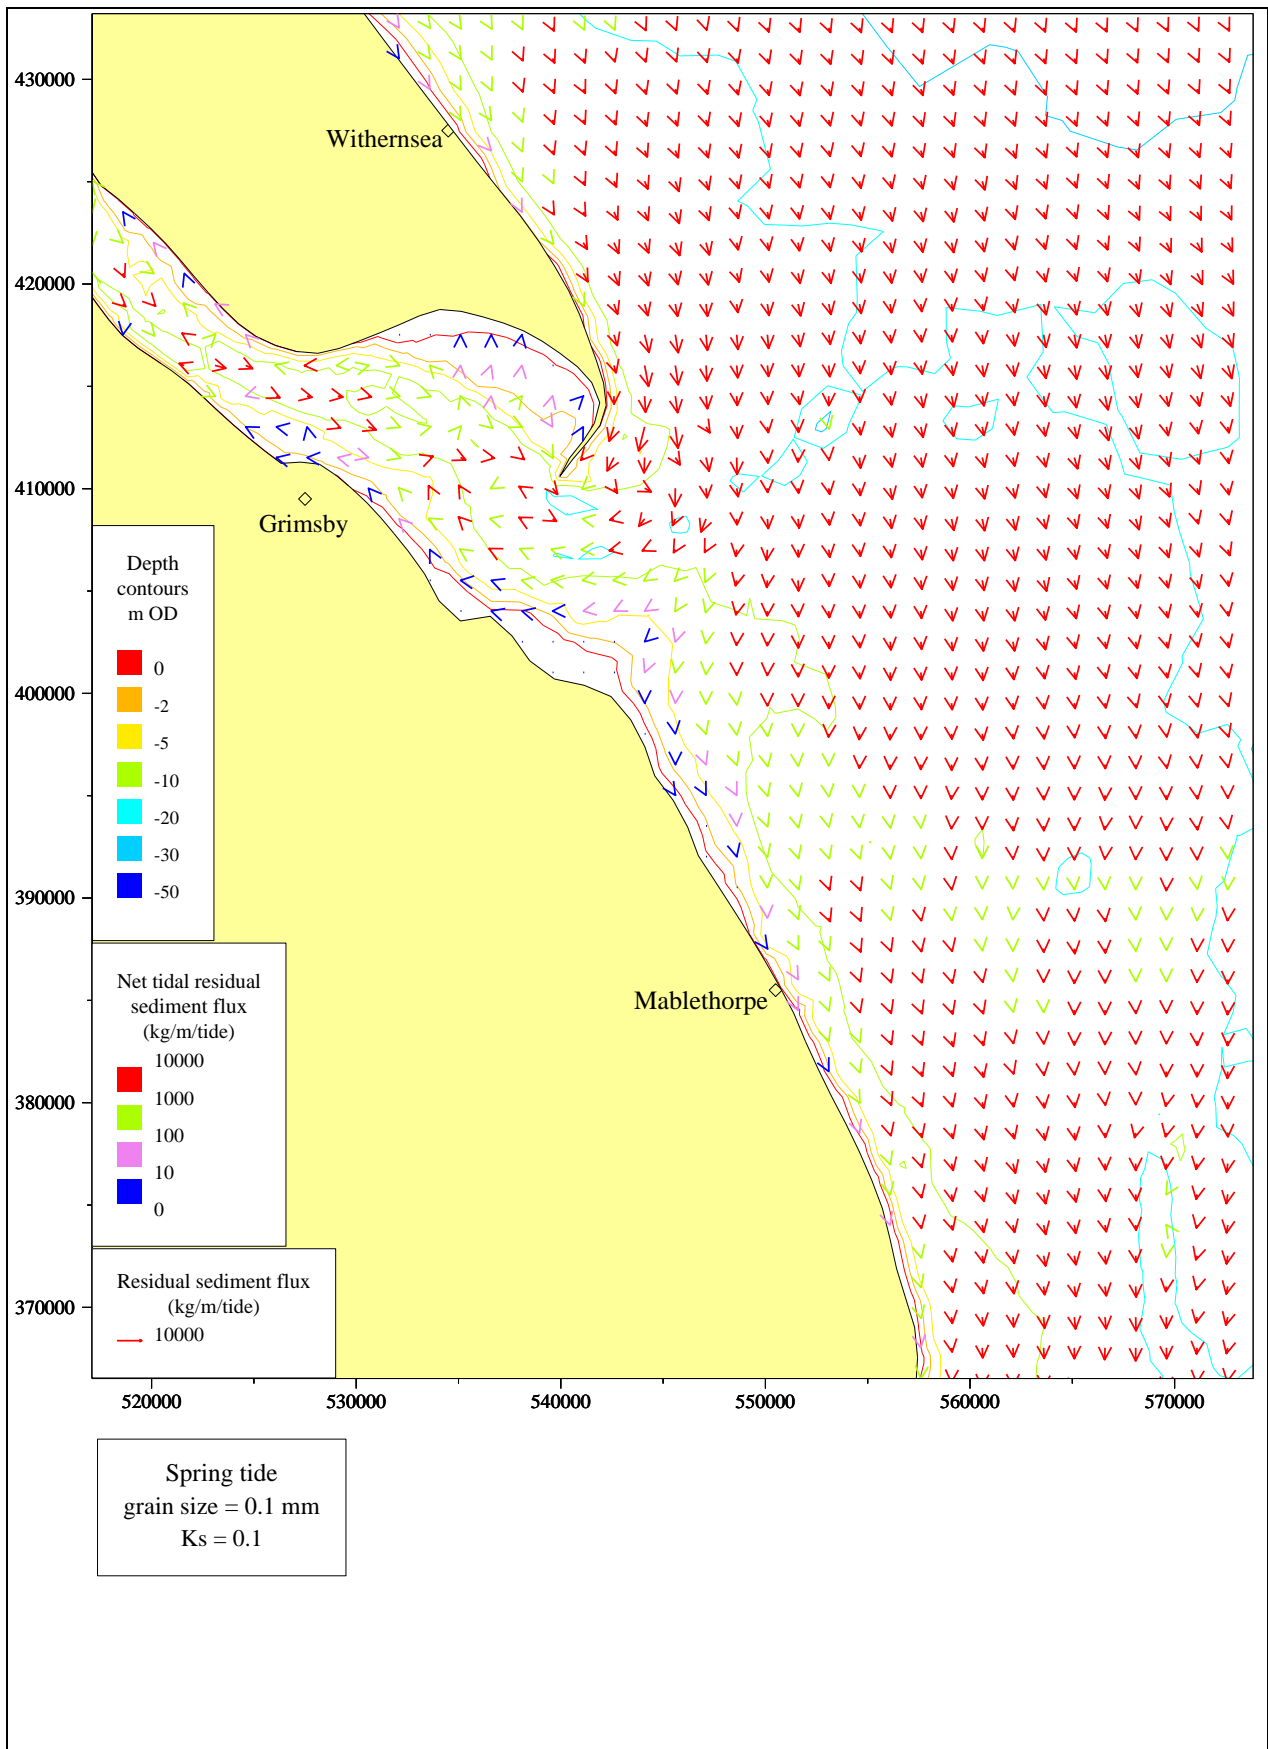 430000
420000
410000
400000
390000
380000
370000
Withernsea
Grimsby
Mablethorpe
Depth
contours
m OD
0
-2
-5
-10
-20
-30
-50
Net tidal residual
sediment flux
(kg/m/tide)
10000
1000
100
10
0
Residual sediment flux
(kg/m/tide)
10000
520000 530000 540000 550000 560000 570000
Spring tide
grain size = 0.1 mm
Ks = 0.1